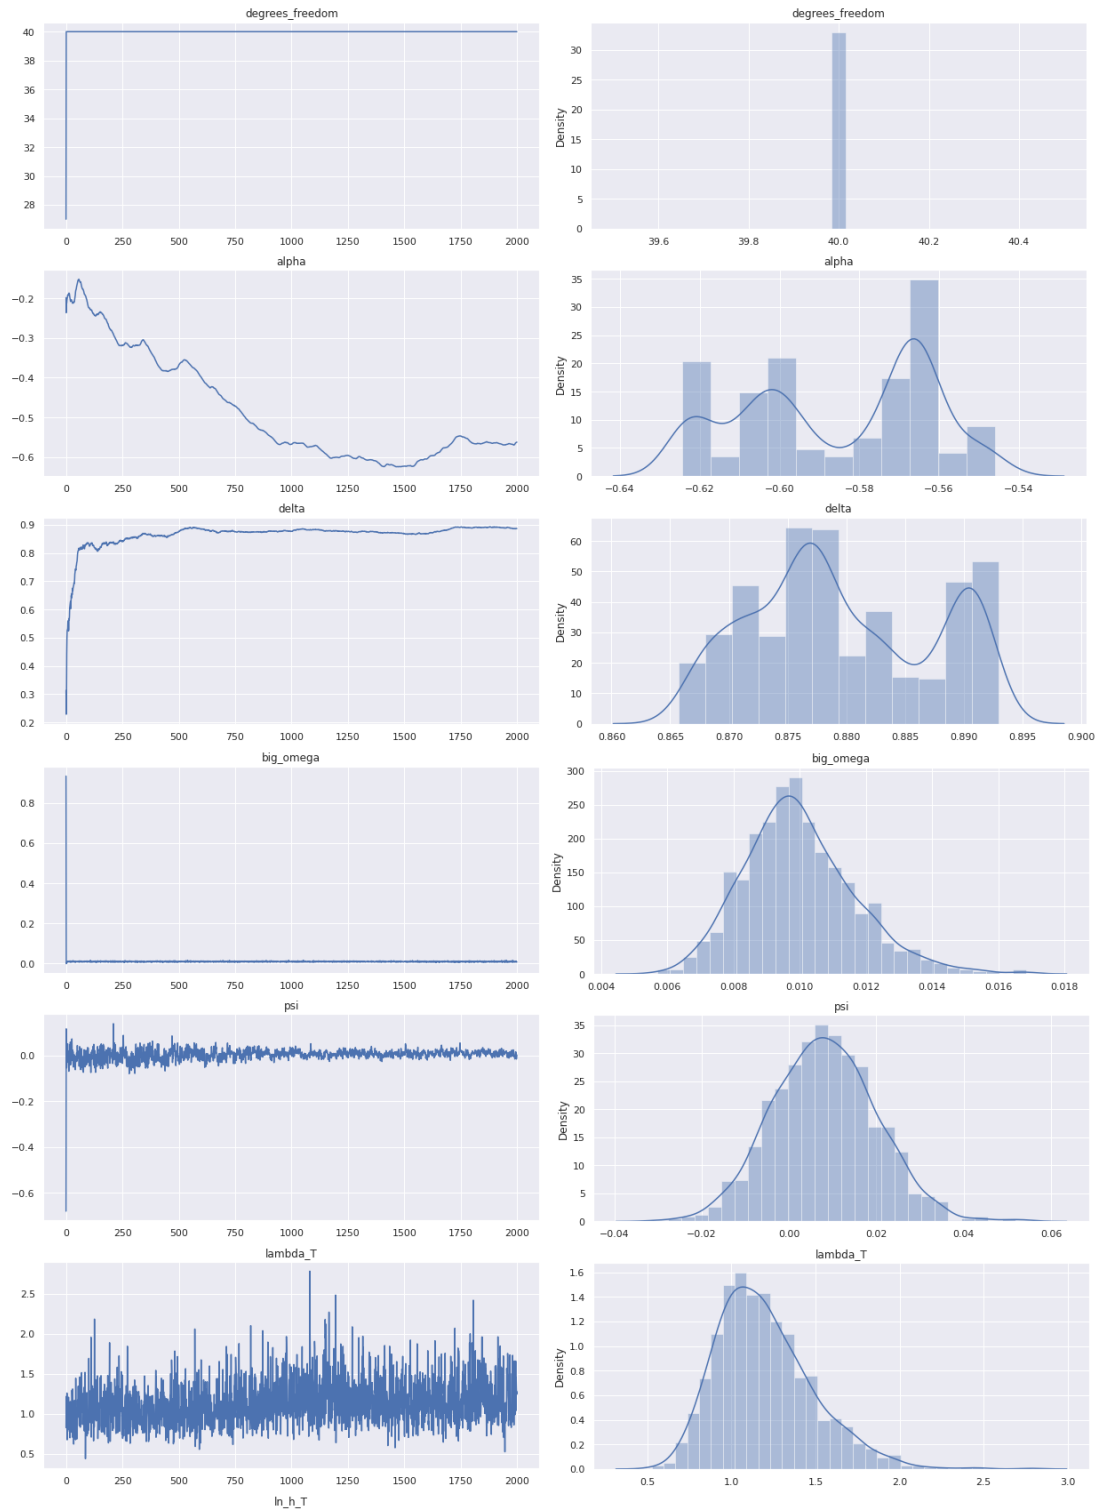 degrees_freedom
degrees_freedom
40
38
36
34
32
30
28
0 250 500 750 1000 1250 1500 1750 2000
Density
30
25
20
15
10
5
0
39.6 39.8 40.0 40.2 40.4
alpha
alpha
−0.2
−0.3
−0.4
−0.5
−0.6
0 250 500 750 1000 1250 1500 1750 2000
Density
35
30
25
20
15
10
5
0
−0.64 −0.62 −0.60 −0.58 −0.56 −0.54
delta
delta
0.9
0.8
0.7
0.6
0.5
0.4
0.3
0.2
0 250 500 750 1000 1250 1500 1750 2000
Density
60
50
40
30
20
10
0
0.860 0.865 0.870 0.875 0.880 0.885 0.890 0.895 0.900
big_omega
big_omega
0.8
0.6
0.4
0.2
0.0
0 250 500 750 1000 1250 1500 1750 2000
Density
300
250
200
150
100
50
0
0.004 0.006 0.008 0.010 0.012 0.014 0.016 0.018
psi
psi
0.0
−0.2
−0.4
−0.6
0 250 500 750 1000 1250 1500 1750 2000
Density
35
30
25
20
15
10
5
0
−0.04 −0.02 0.00 0.02 0.04 0.06
lambda_T
lambda_T
2.5
2.0
1.5
1.0
0.5
0 250 500 750 1000 1250 1500 1750 2000
Density
1.6
1.4
1.2
1.0
0.8
0.6
0.4
0.2
0.0
0.5 1.0 1.5 2.0 2.5 3.0
ln_h_T